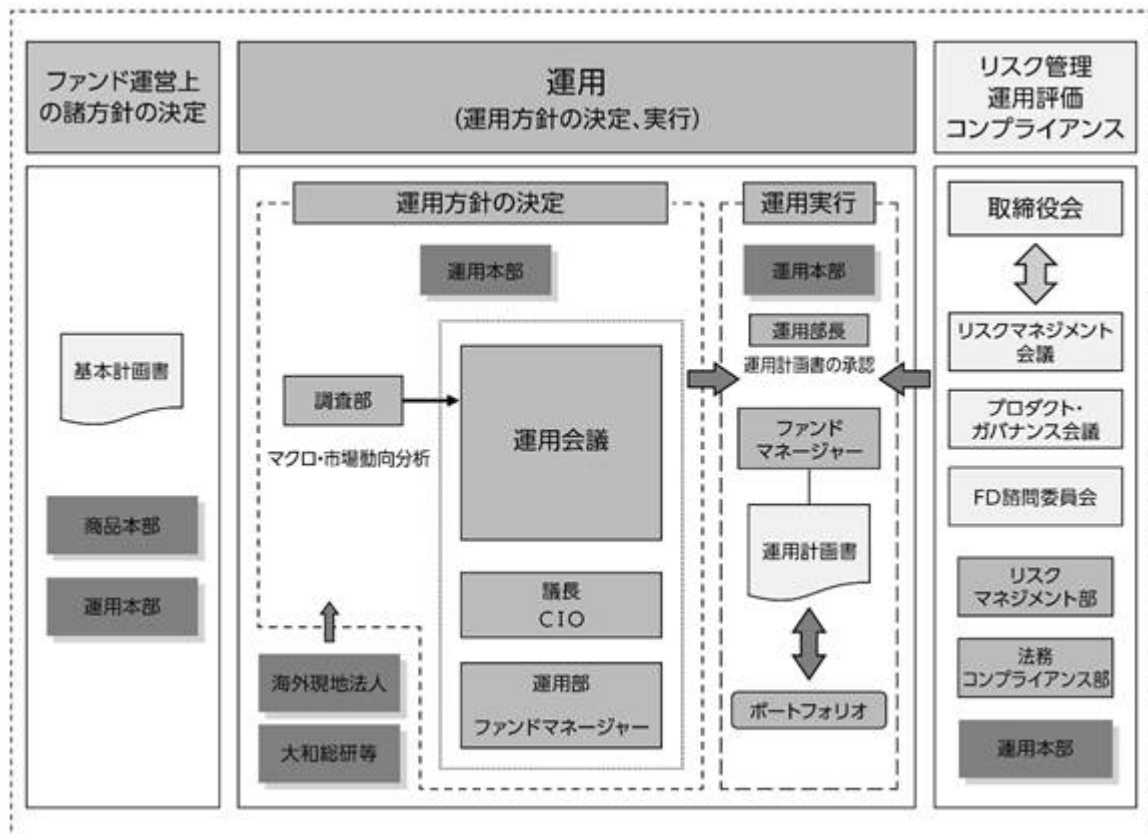 ファンド運営上
の諸方針の決定
運用
(運用方針の決定、実行)
リスク管理
運用評価
コンプライアンス
基本計画書
商品本部
運用本部
運用方針の決定
運用本部
調査部
マクロ・市場動向分析
運用会議
議長
CIO
運用部
ファンドマネージャー
海外現地法人
大和総研等
運用実行
運用本部
運用部長
運用計画書の承認
ファンド
マネージャー
運用計画書
ポートフォリオ
取締役会
リスクマネジメント
会議
プロダクト・
ガバナンス会議
FD諮問委員会
リスク
マネジメント部
法務
コンプライアンス部
運用本部